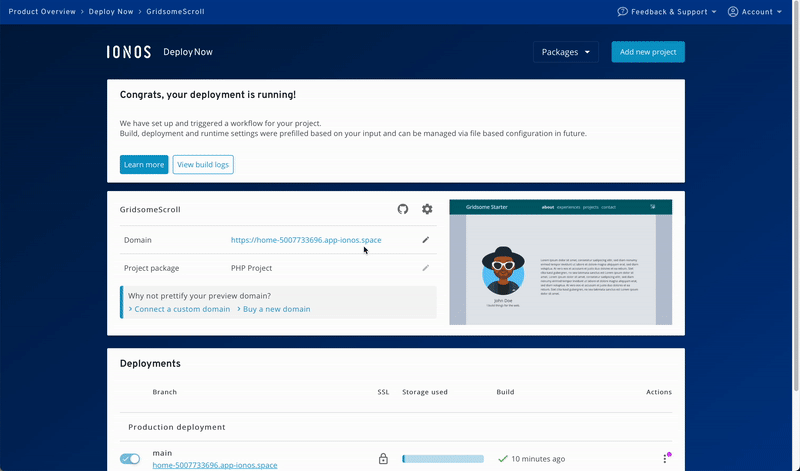 Product Overview > Deploy Now > GridsomeScroll
Feedback & Support
Account
IONOS DeployNow
Packages
Add new project
Congrats, your deployment is running!
We have set up and triggered a workflow for your project.
Build, deployment and runtime settings were prefilled based on your input and can be managed via file based configuration in future.
Learn more
View build logs
GridsomeScroll
Domain
https://home-5007733696.app-ionos.space
Project package
PHP Project
Why not prettify your preview domain?
> Connect a custom domain > Buy a new domain
Gridsome Starter
about experiences projects contact
John Doe
Deployments
Branch SSL Storage used Build Actions
Production deployment
main
10 minutes ago
home-5007733696.app-ionos.space